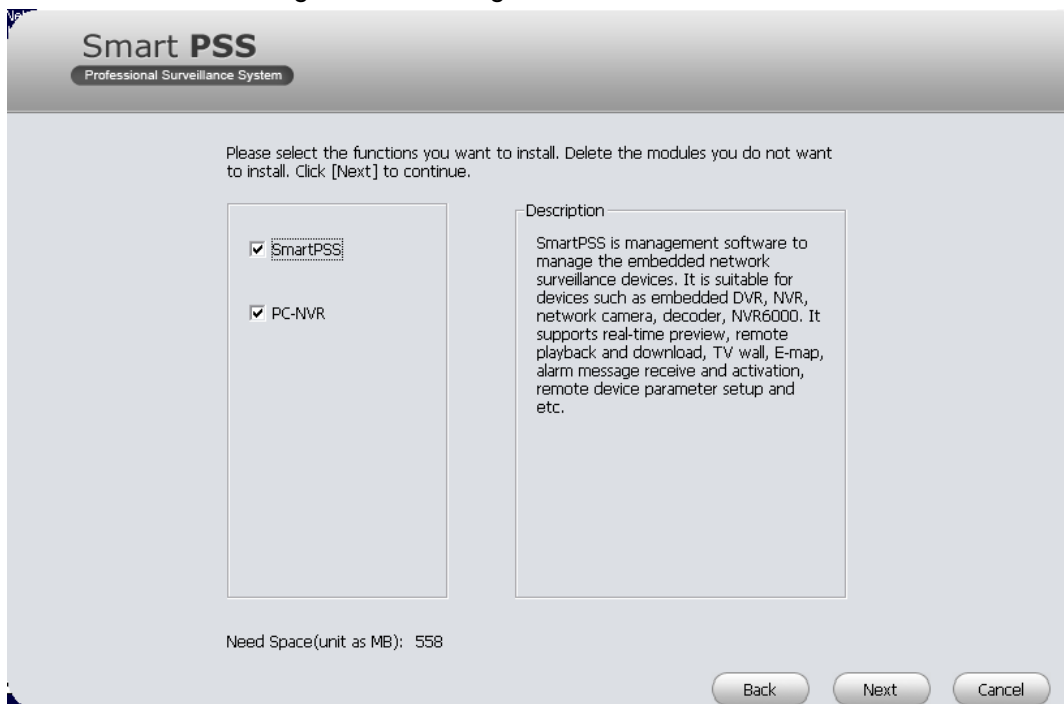 Smart PSS
Professional Surveillance System
Please select the functions you want to install. Delete the modules you do not want
to install. Click [Next] to continue.
SmartPSS
PC-NVR
Description
SmartPSS is management software to
manage the embedded network
surveillance devices. It is suitable for
devices such as embedded DVR, NVR,
network camera, decoder, NVR6000. It
supports real-time preview, remote
playback and download, TV wall, E-map,
alarm message receive and activation,
remote device parameter setup and
etc.
Need Space(unit as MB): 558
Back Next Cancel